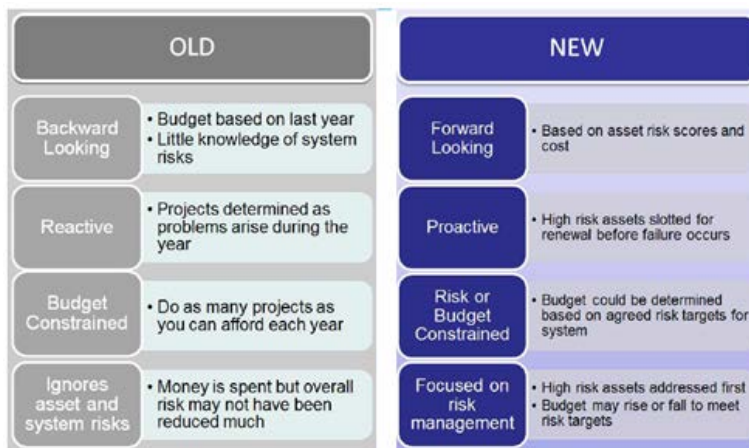 OLD
Backward
Looking
• Budget based on last year
• Little knowledge of system
risks
Reactive
• Projects determined as
problems arise during the
year
Budget
Constrained
• Do as many projects as
you can afford each year
Ignores
asset and
system risks
• Money is spent but overall
risk may not have been
reduced much
NEW
Forward
Looking
• Based on asset risk scores and
cost
Proactive
• High risk assets slotted for
renewal before failure occurs
Risk or
Budget
Constrained
• Budget could be determined
based on agreed risk targets for
system
Focused on
risk
management
• High risk assets addressed first
• Budget may rise or fall to meet
risk targets